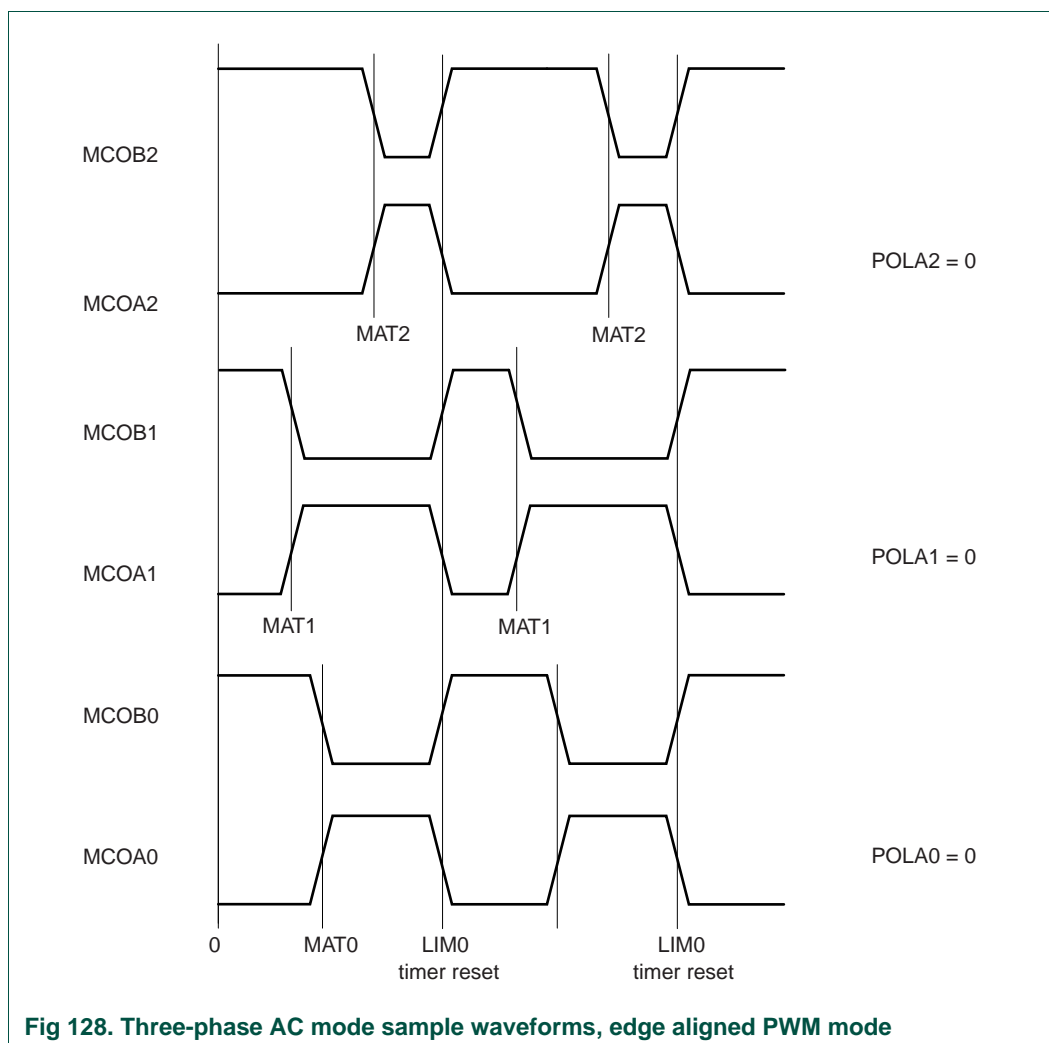 MCOB2
POLA2 = 0
MCOA2
MAT2
MAT2
MCOB1
POLA1 = 0
MCOA1
MAT1
MAT1
MCOB0
MCOA0
POLA0 = 0
0
MAT0
LIM0
timer reset
LIM0
timer reset
Fig 128. Three-phase AC mode sample waveforms, edge aligned PWM mode